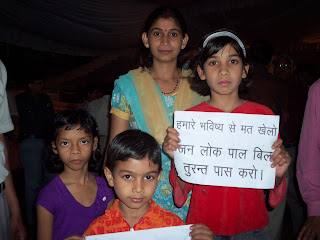 हमारे भविष्य से मत खेलो
जन लोक पाल बिल
तुरन्त पास करो।